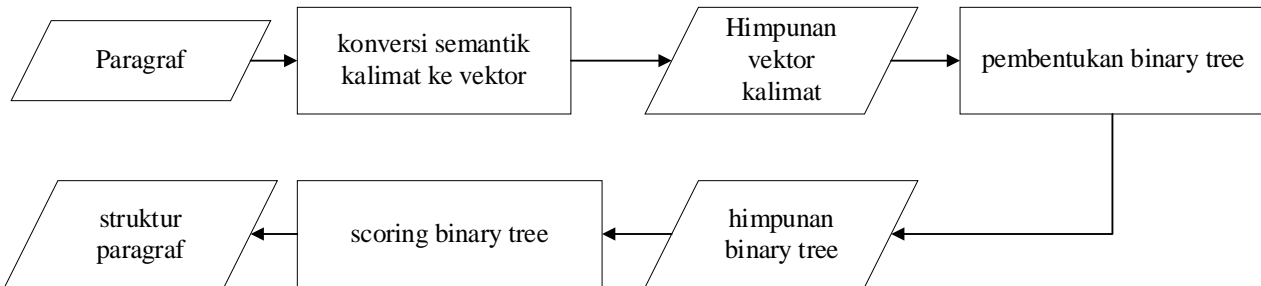 Paragraf
konversi semantik
kalimat ke vektor
Himpunan
vektor
kalimat
pembentukan binary tree
himpunan
binary tree
scoring binary tree
struktur
paragraf